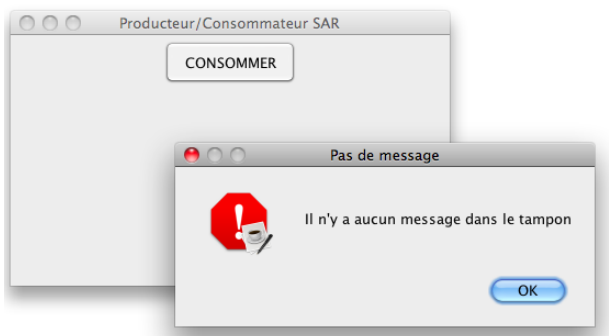 Producteur/Consommateur SAR
CONSOMMER
Pas de message
Il n'y a aucun message dans le tampon
OK